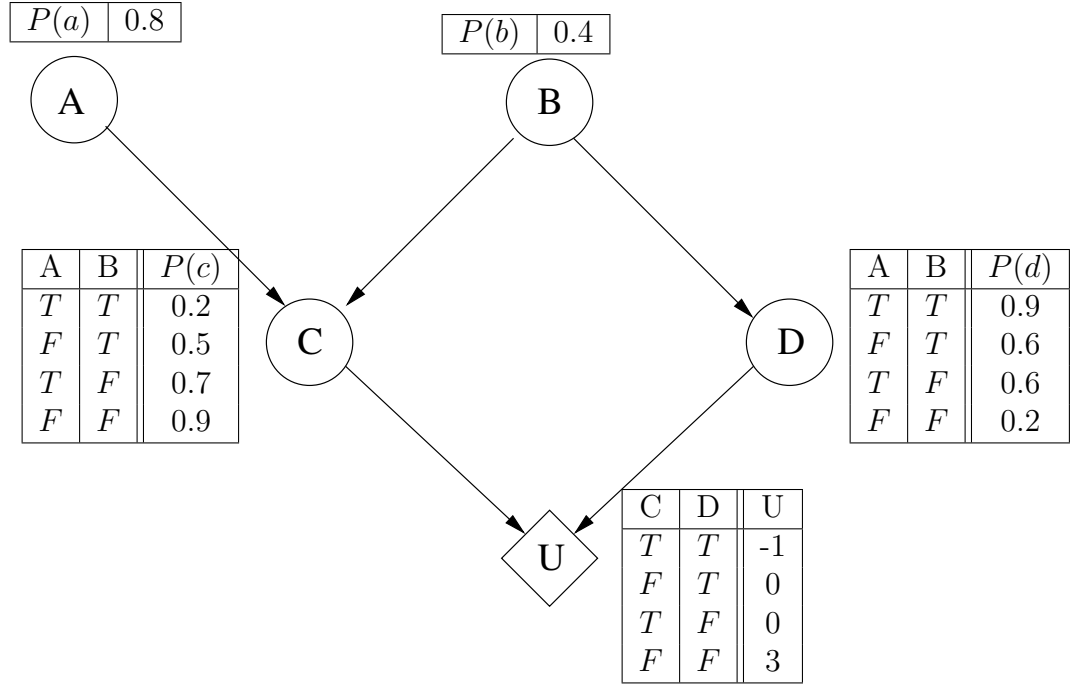 P(a) 0.8
P(b) 0.4
A
B
A B P(c)
T T 0.2
F T 0.5
T F 0.7
F F 0.9
C
D
A B P(d)
T T 0.9
F T 0.6
T F 0.6
F F 0.2
U
C D U
T T -1
F T 0
T F 0
F F 3